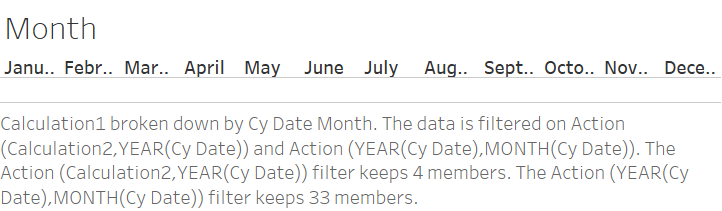 Month
Janu.. Febr.. Mar.. April May June July Aug.. Sept.. Octo.. Nov.. Dece..
Calculation1 broken down by Cy Date Month. The data is filtered on Action
(Calculation2,YEAR(Cy Date)) and Action (YEAR(Cy Date),MONTH(Cy Date)). The
Action (Calculation2,YEAR(Cy Date)) filter keeps 4 members. The Action (YEAR(Cy
Date),MONTH(Cy Date)) filter keeps 33 members.